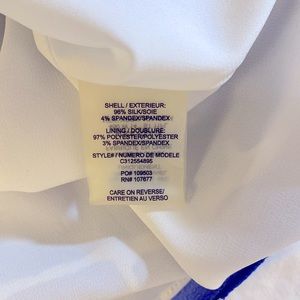 SHELL / EXTERIEUR:
96% SILK/SOIE
4% SPANDEX/SPANDEX
LINING / DOUBLURE:
97% POLYESTER/POLYESTER
3% SPANDEX/SPANDEX
STYLE# / NUMERO DE MODELE
C312554895
PO# 109503
RN# 107677
CARE ON REVERSE/
ENTRETIEN AU VERSO